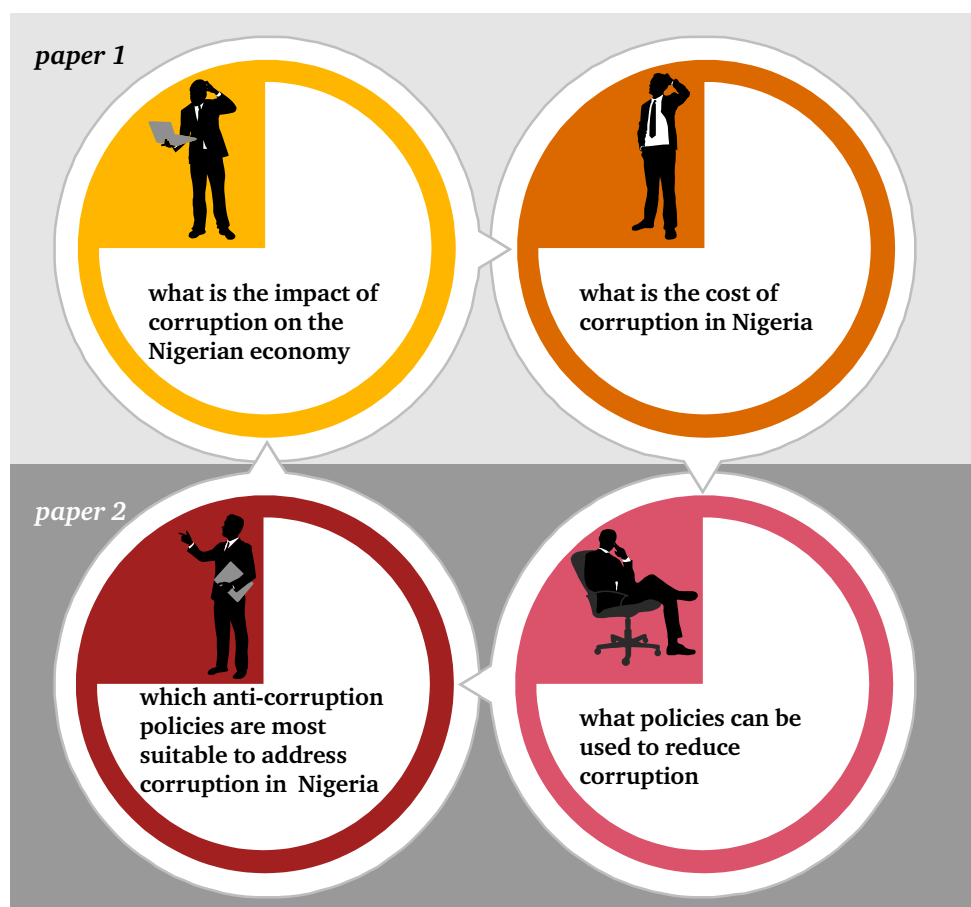 paper 1
what is the impact of
corruption on the
Nigerian economy
what is the cost of
corruption in Nigeria
paper 2
which anti-corruption
policies are most
suitable to address
corruption in  Nigeria
what policies can be
used to reduce
corruption